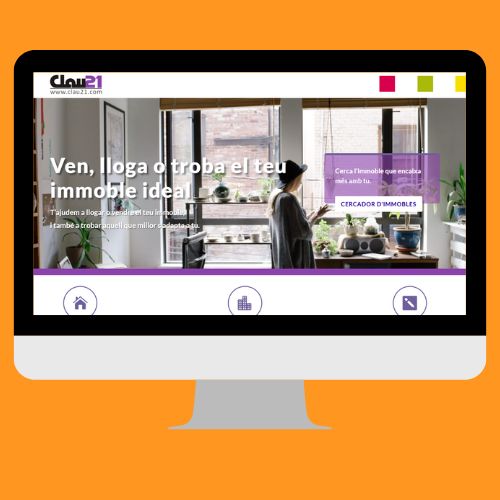 Clau21
www.clau21.com
Ven, lloga o troba el teu
immoble ideal
T'ajudem a llogar o vendre el teu immoble,
i també a trobar aquell que millor s'adapta a tu.
Cerca l'immoble que encaixa
més amb tu.
CERCADOR D'IMMOBLES